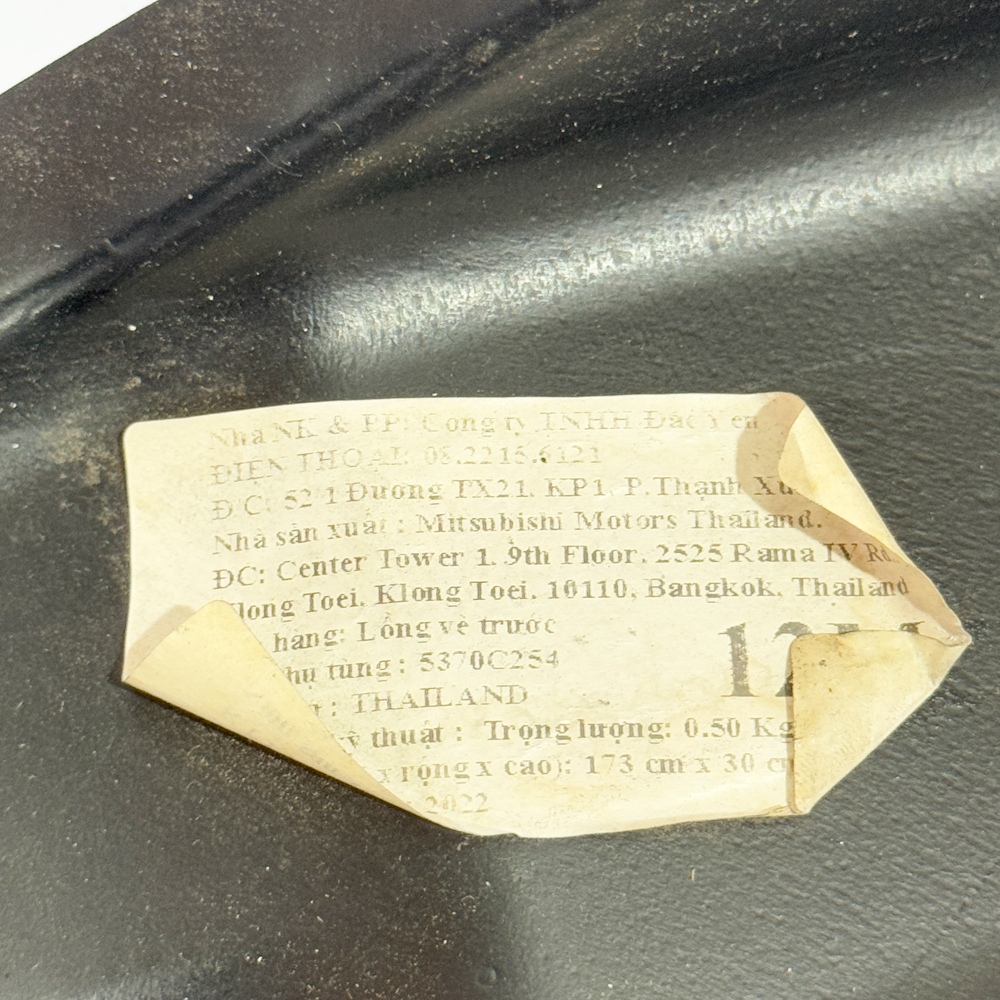 Nhà NK & PP: Công ty TNHH Đắc Yến
ĐIỆN THOẠI: 08.2215.6121
Đ/C: 52/1 Đường TX21, KP1, P.Thạnh
Nhà sản xuất : Mitsubishi Motors Thailand.
ĐC: Center Tower 1, 9th Floor, 2525 Rama IV Rd,
Klong Toei, Klong Toei, 10110, Bangkok, Thailand
hàng: Lồng vè trước
phụ tùng : 5370C254
: THAILAND
kỹ thuật : Trọng lượng: 0.50 Kg
x rộng x cao): 173 cm x 30 cm
: 2022